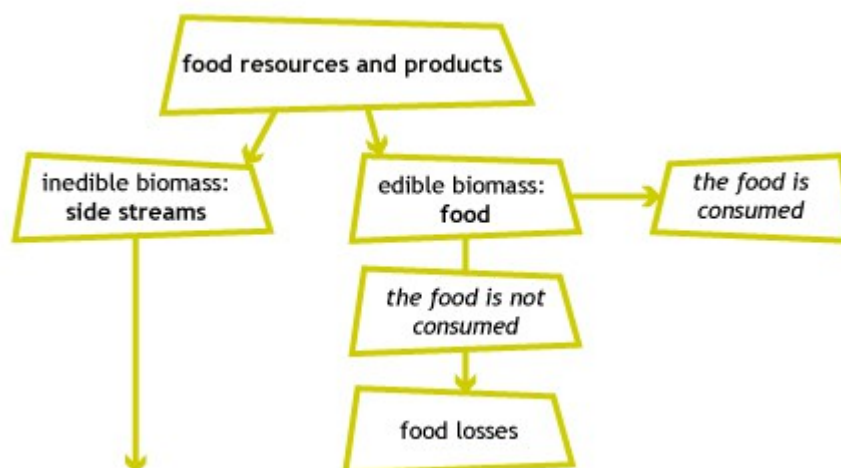 food resources and products
inedible biomass:
side streams
edible biomass:
food
the food is
consumed
the food is not
consumed
food losses